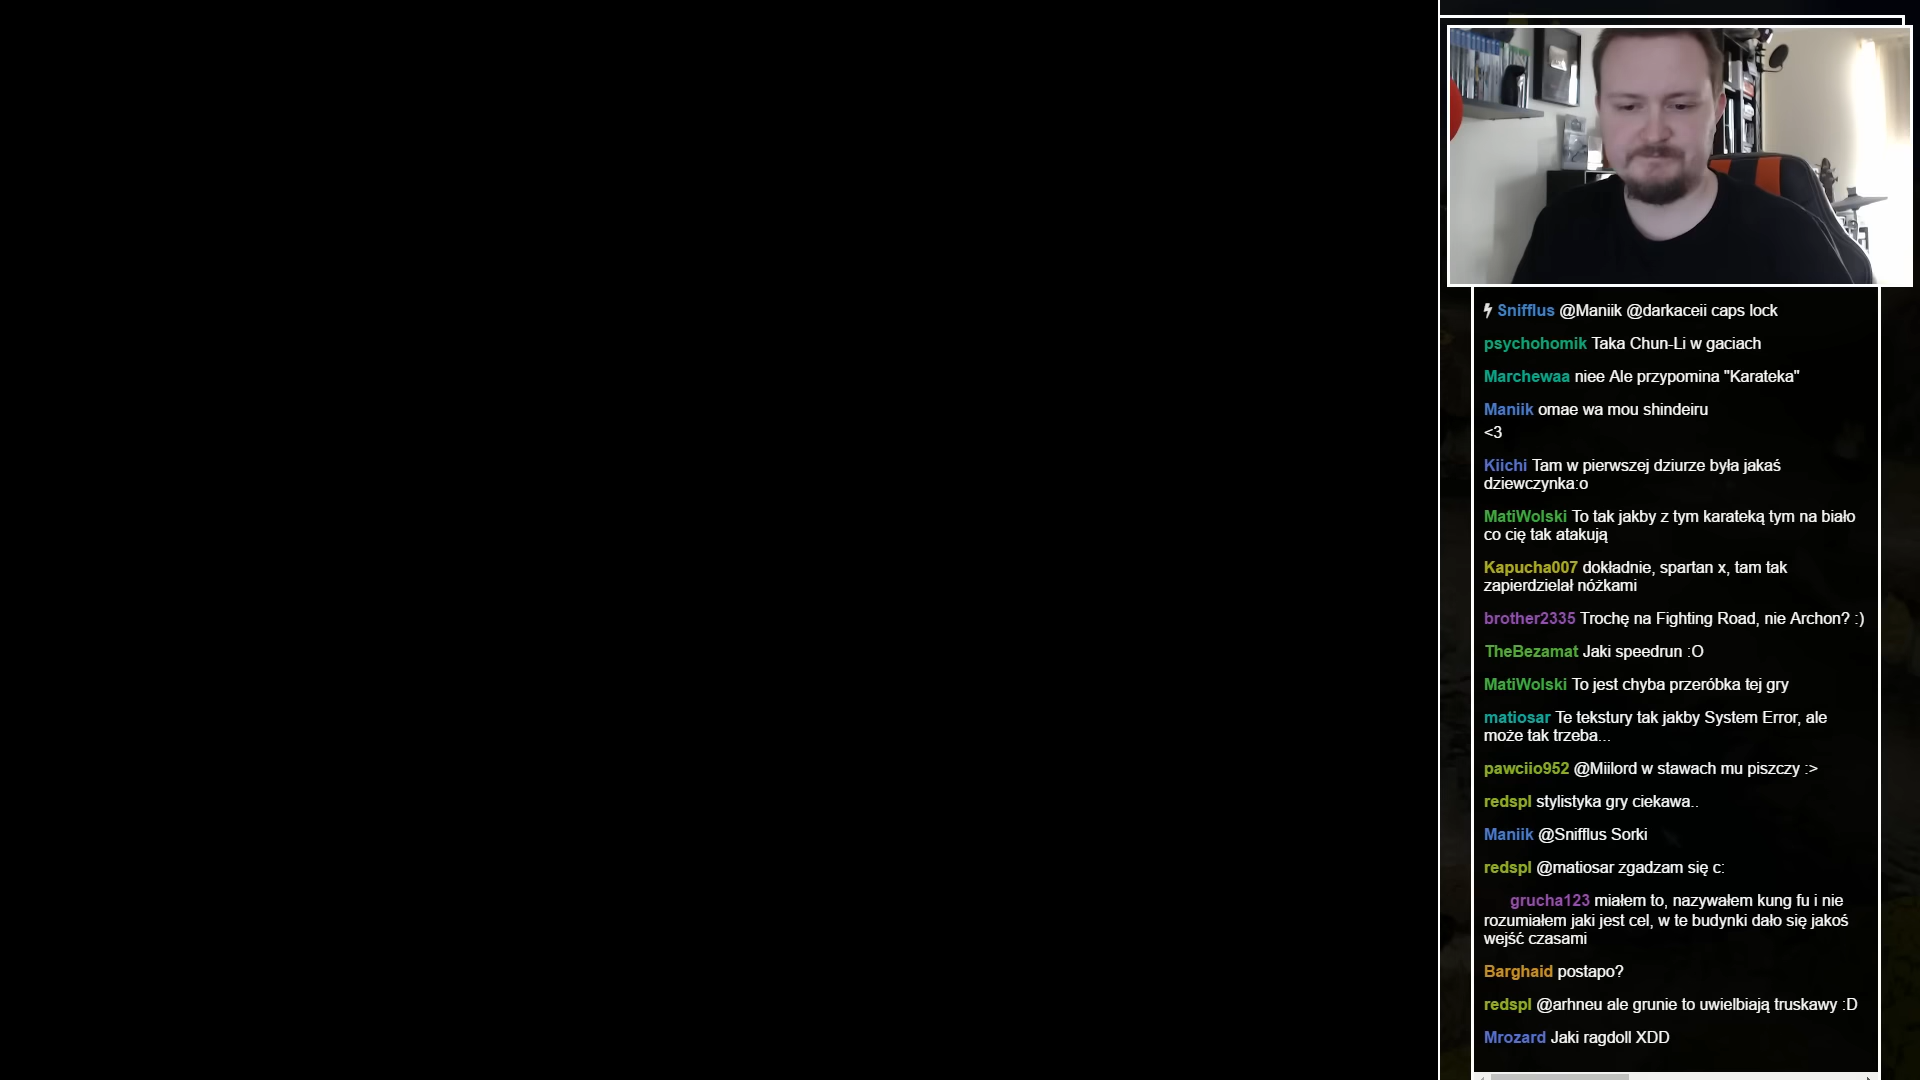 Snifflus @Maniik @darkaceii caps lock
psychohomik Taka Chun-Li w gaciach
Marchewaa niee Ale przypomina "Karateka"
Maniik omae wa mou shindeiru
<3
Kiichi Tam w pierwszej dziurze była jakaś
dziewczynka:o
MatiWolski To tak jakby z tym karateką tym na biało
co cię tak atakują
Kapucha007 dokładnie, spartan x, tam tak
zapierdzielał nóżkami
brother2335 Trochę na Fighting Road, nie Archon? :)
TheBezamat Jaki speedrun :O
MatiWolski To jest chyba przeróbka tej gry
matiosar Te tekstury tak jakby System Error, ale
może tak trzeba...
pawciio952 @Miilord w stawach mu piszczy :>
redspl stylistyka gry ciekawa..
Maniik @Snifflus Sorki
redspl @matiosar zgadzam się c:
grucha123 miałem to, nazywałem kung fu i nie
rozumiałem jaki jest cel, w te budynki dało się jakoś
wejść czasami
Barghaid postapo?
redspl @arhneu ale grunie to uwielbiają truskawy :D
Mrozard Jaki ragdoll XDD